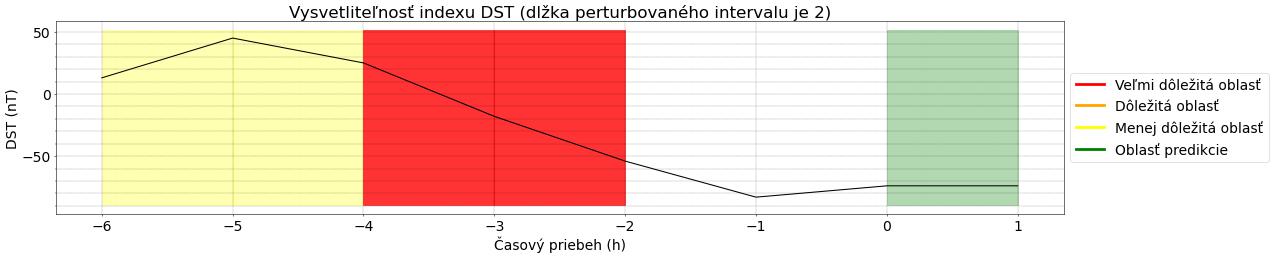 Vysvetliteľnosť indexu DST (dĺžka perturbovaného intervalu je 2)
DST (nT)
50
0
−50
−6 −5 −4 −3 −2 −1 0 1
Časový priebeh (h)
Veľmi dôležitá oblasť
Dôležitá oblasť
Menej dôležitá oblasť
Oblasť predikcie